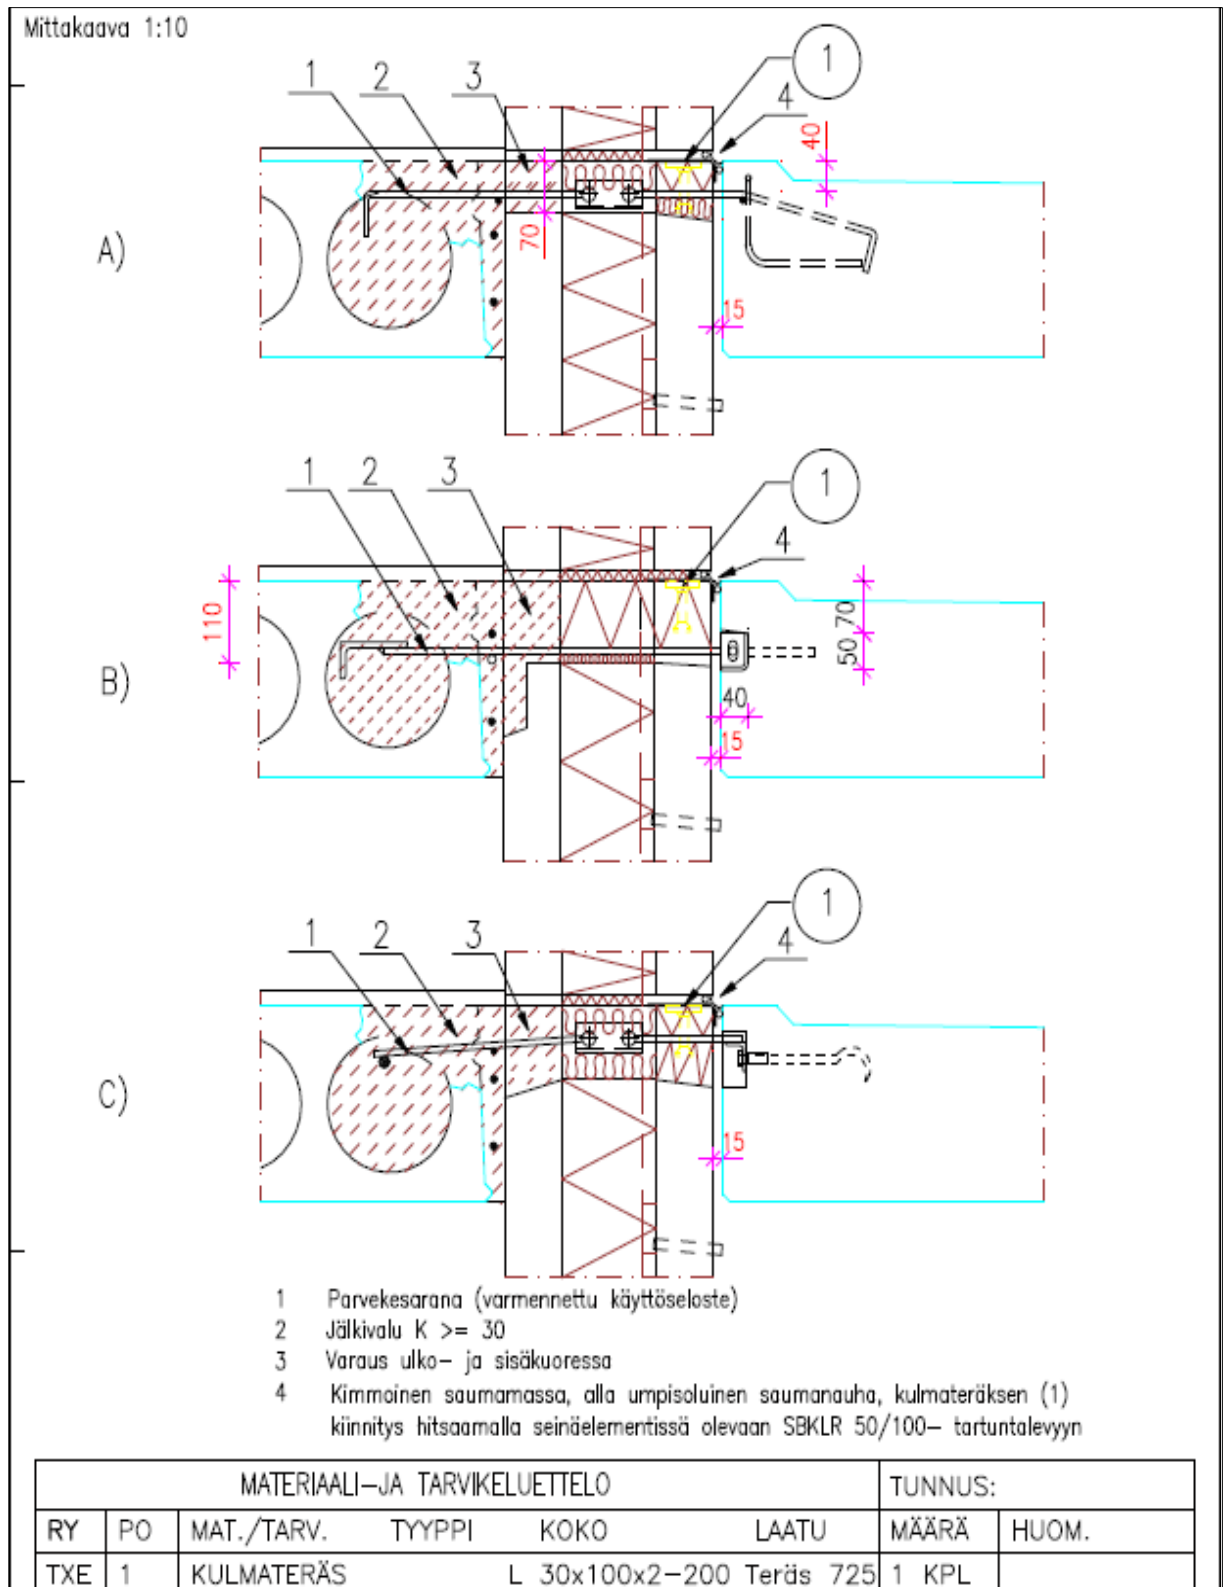 Mittakaava 1:10
1 2 3 1 4 40
A)
70
15
1 2 3 1 4
110 70
50
B)
40
15
1 2 3 1 4
C)
15
1 Parvekesarana (varmennettu käyttöseloste)
2 Jälkivalu K >= 30
3 Varaus ulko- ja sisäkuoressa
4 Kimmoinen saumamassa, alla umpisoluinen saumanauha, kulmateräksen (1)
kiinnitys hitsaamalla seinäelementissä olevaan SBKLR 50/100- tartuntalevyyn
MATERIAALI-JA TARVIKELUETTELO TUNNUS:
RY PO MAT./TARV. TYYPPI KOKO LAATU MÄÄRÄ HUOM.
TXE 1 KULMATERÄS L 30x100x2-200 Teräs 725 1 KPL